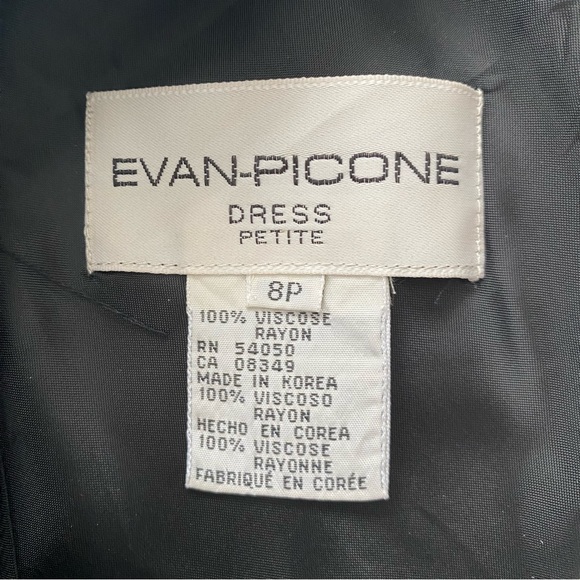 EVAN-PICONE
DRESS
PETITE
8P
100% VISCOSE
RAYON
RN 54050
CA 08349
MADE IN KOREA
100% VISCOSO
RAYON
HECHO EN COREA
100% VISCOSE
RAYONNE
FABRIQUÉ EN CORÉE